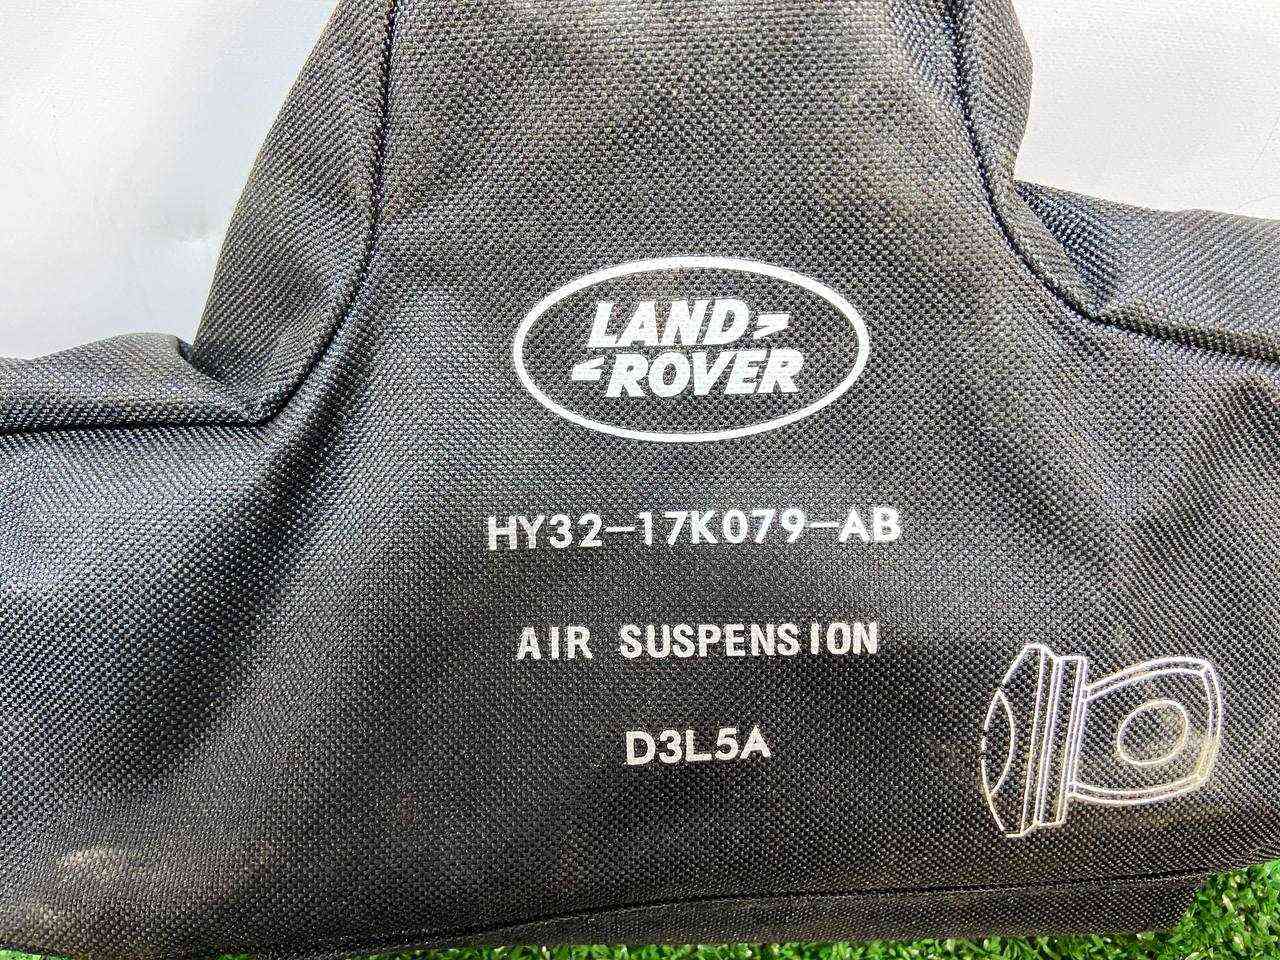 LAND
ROVER
HY32-17K079-AB
AIR SUSPENSION
D3L5A